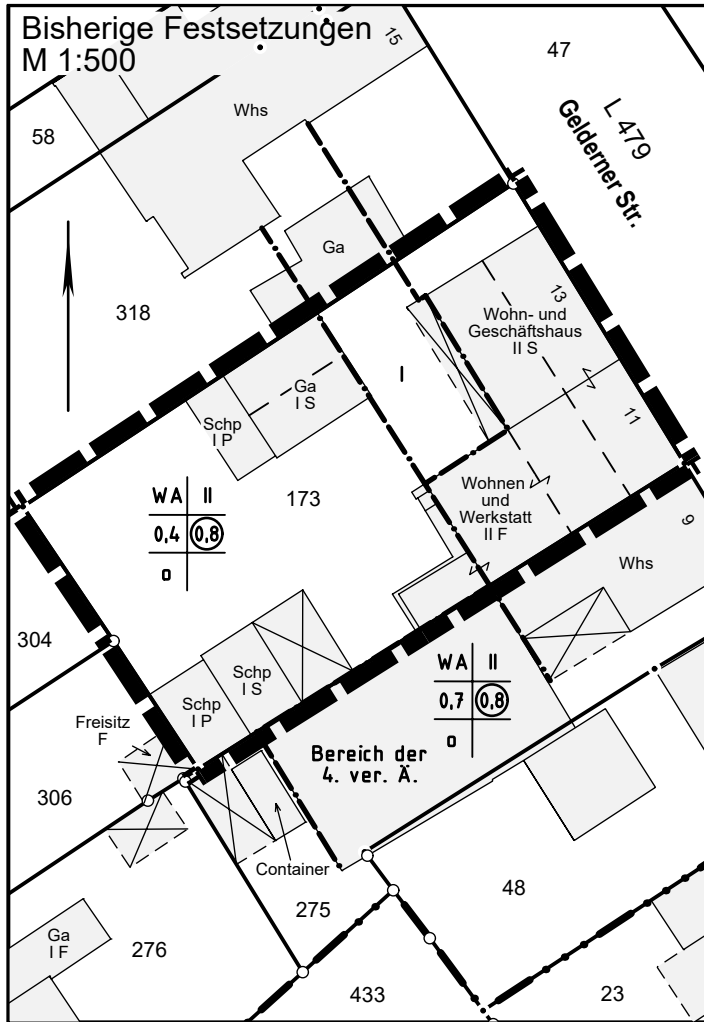 Bisherige Festsetzungen
M 1:500
15
47
L 479
Gelderner Str.
58
Whs
Ga
318
13
Wohn- und
Geschäftshaus
II S
I
Ga
I S
Schp
I P
11
WA II
0,4 0,8
o
173
Wohnen
und
Werkstatt
II F
9
Whs
304
Schp
I S
Schp
I P
WA II
0,7 0,8
o
Freisitz
F
Bereich der
4. ver. Ä.
306
Container
48
275
Ga
I F
276
433
23